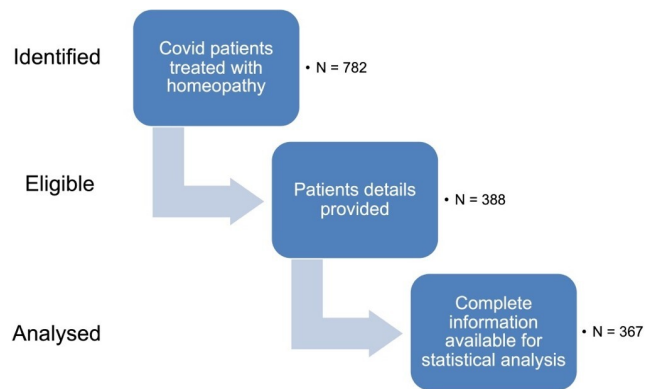 Identified
Covid patients
treated with
homeopathy
• N = 782
Eligible
Patients details
provided
• N = 388
Analysed
Complete
information
available for
statistical analysis
• N = 367